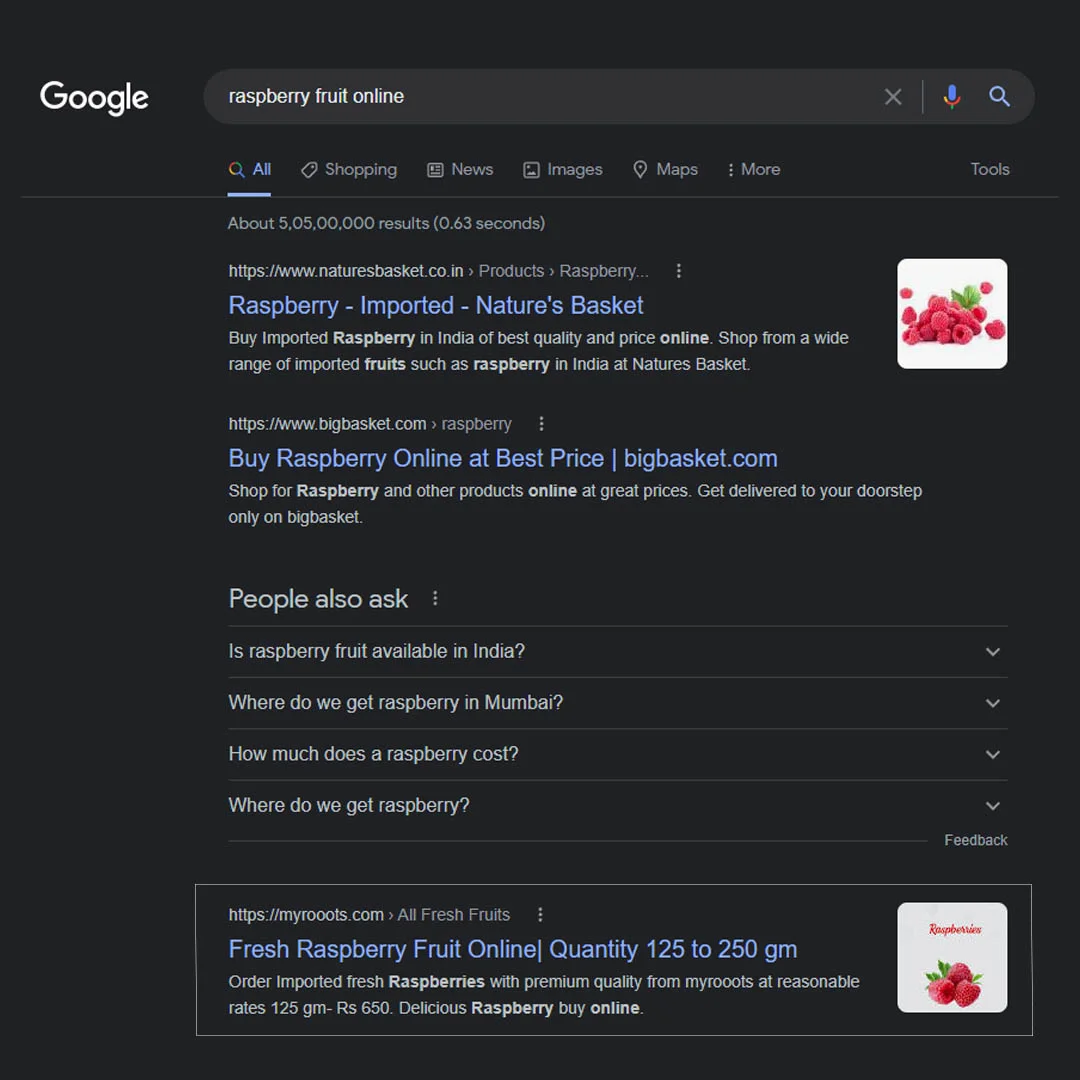 Google
raspberry fruit online
All Shopping News Images Maps More Tools
About 5,05,00,000 results (0.63 seconds)
https://www.naturesbasket.co.in › Products › Raspberry...
Raspberry - Imported - Nature's Basket
Buy Imported Raspberry in India of best quality and price online. Shop from a wide
range of imported fruits such as raspberry in India at Natures Basket.
https://www.bigbasket.com › raspberry
Buy Raspberry Online at Best Price | bigbasket.com
Shop for Raspberry and other products online at great prices. Get delivered to your doorstep
only on bigbasket.
People also ask
Is raspberry fruit available in India?
Where do we get raspberry in Mumbai?
How much does a raspberry cost?
Where do we get raspberry?
Feedback
https://myrooots.com › All Fresh Fruits
Fresh Raspberry Fruit Online| Quantity 125 to 250 gm
Order Imported fresh Raspberries with premium quality from myrooots at reasonable
rates 125 gm- Rs 650. Delicious Raspberry buy online.
Raspberries